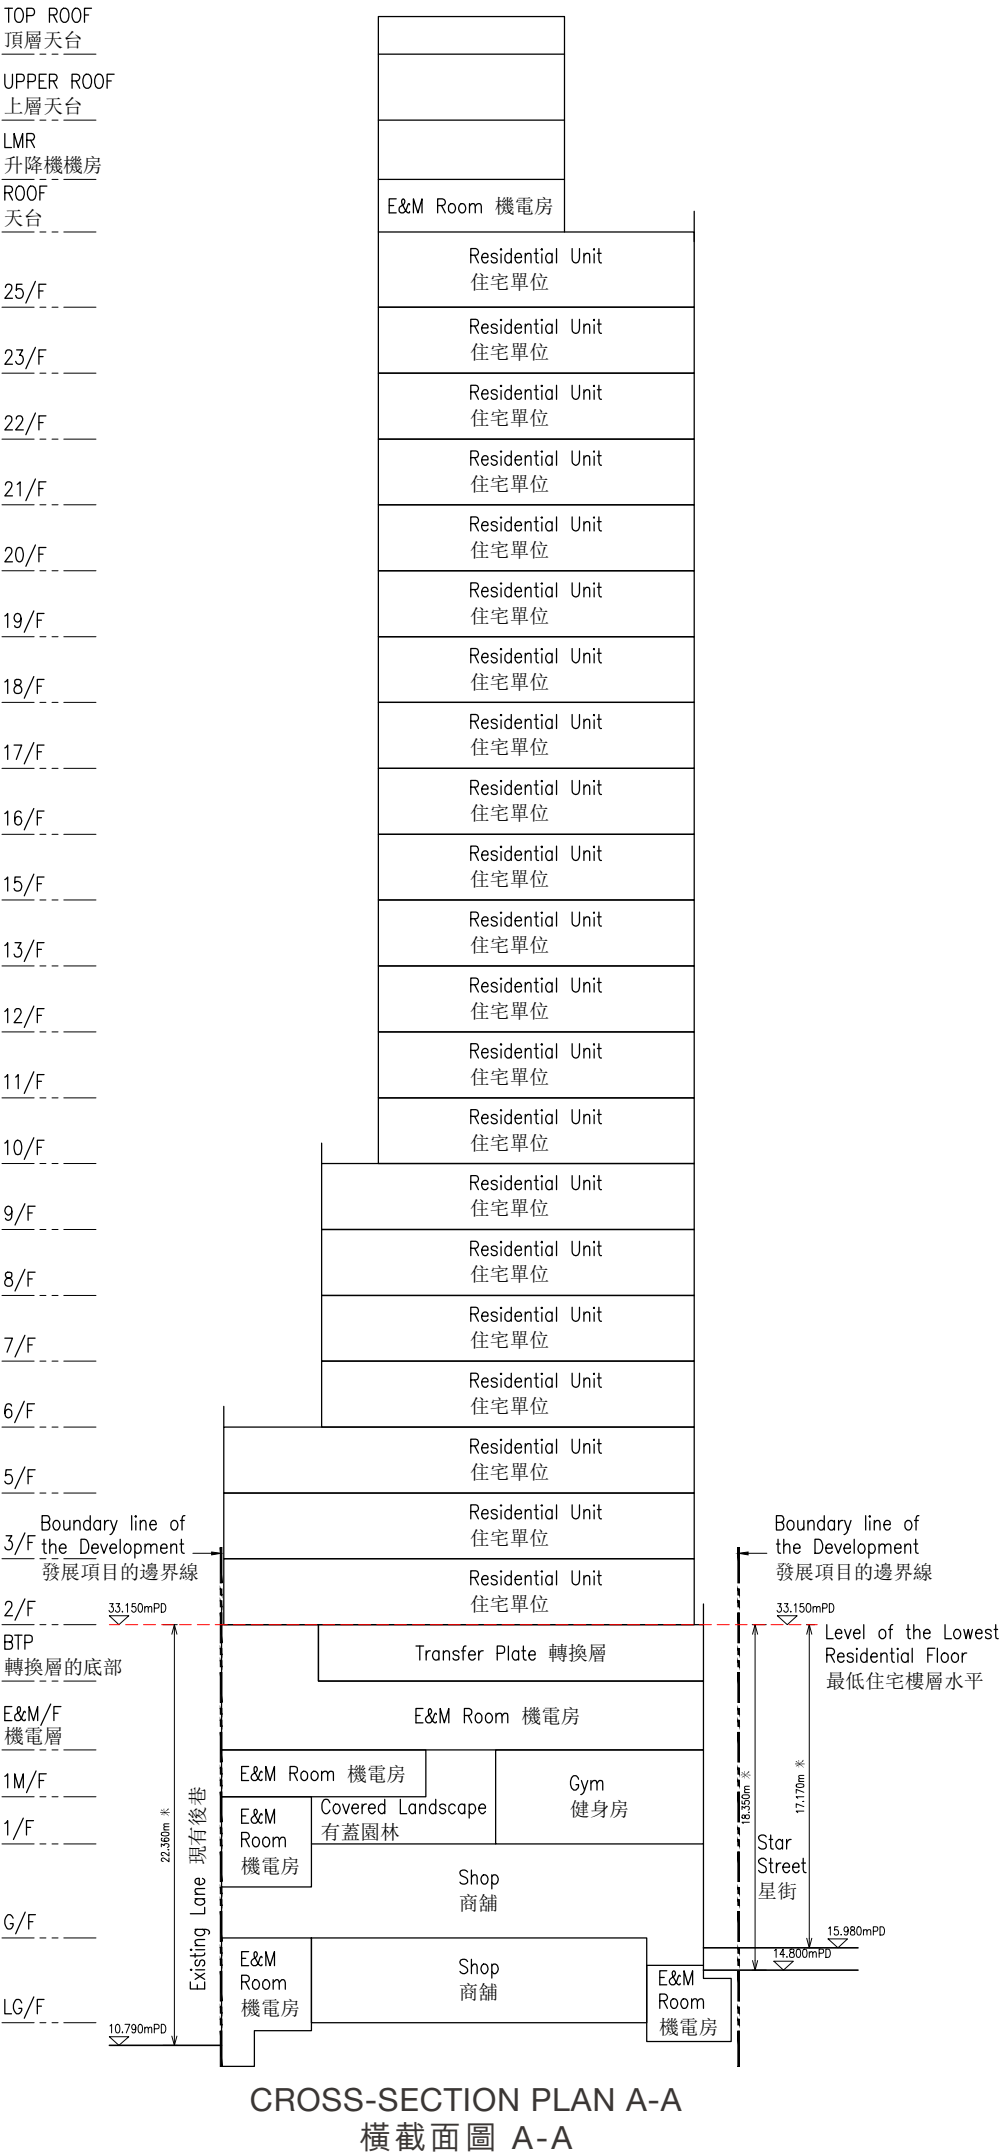 TOP ROOF
頂層天台
UPPER ROOF
上層天台
LMR
升降機機房
ROOF
天台
E&M Room 機電房
Residential Unit
住宅單位
25/F
Residential Unit
住宅單位
23/F
Residential Unit
住宅單位
22/F
Residential Unit
住宅單位
21/F
Residential Unit
住宅單位
20/F
Residential Unit
住宅單位
19/F
Residential Unit
住宅單位
18/F
Residential Unit
住宅單位
17/F
Residential Unit
住宅單位
16/F
Residential Unit
住宅單位
15/F
Residential Unit
住宅單位
13/F
Residential Unit
住宅單位
12/F
Residential Unit
住宅單位
11/F
Residential Unit
住宅單位
10/F
Residential Unit
住宅單位
9/F
Residential Unit
住宅單位
8/F
Residential Unit
住宅單位
7/F
Residential Unit
住宅單位
6/F
Residential Unit
住宅單位
5/F
Residential Unit
住宅單位
3/F
Boundary line of
the Development
發展項目的邊界線
Boundary line of
the Development
發展項目的邊界線
Residential Unit
住宅單位
2/F
33.150mPD
33.150mPD
Level of the Lowest
Residential Floor
最低住宅樓層水平
BTP
轉換層的底部
Transfer Plate 轉換層
E&M/F
機電層
E&M Room 機電房
1M/F
E&M Room 機電房
Gym
健身房
Covered Landscape
有蓋園林
1/F
E&M
Room
機電房
22.360m 米
Existing Lane 現有後巷
18.350m 米
17.170m 米
Star
Street
星街
Shop
商舖
G/F
15.980mPD
14.800mPD
E&M
Room
機電房
Shop
商舖
E&M
Room
機電房
LG/F
10.790mPD
CROSS-SECTION PLAN A-A
橫截面圖 A-A